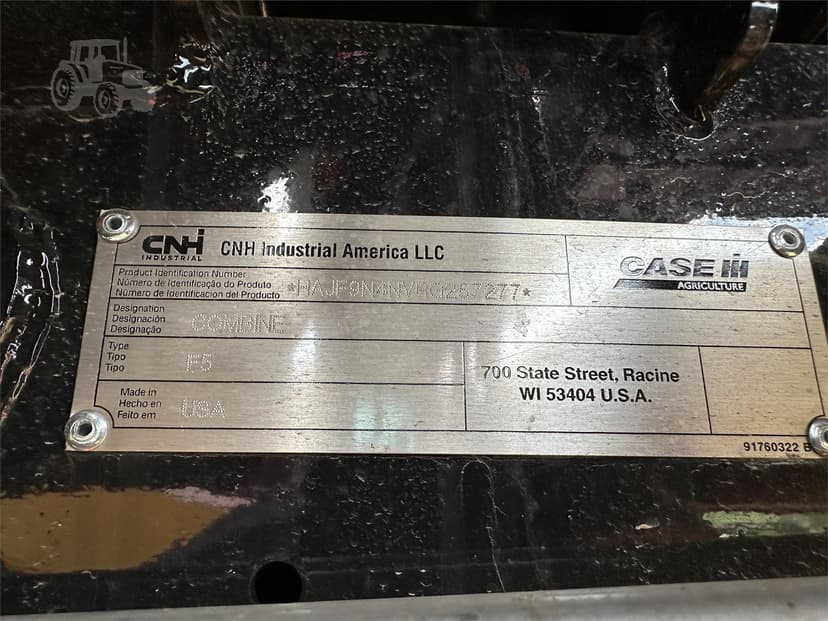 CNH
INDUSTRIAL
CNH Industrial America LLC
CASE IH
AGRICULTURE
Product Identification Number:
Número de Identificação do Produto
Número de Identificacion del Producto
Designation
Designación
Designação
COMBINE
Type
Tipo
Tipo
F5
Made in
Hecho en
Feito em
USA
700 State Street, Racine
WI 53404 U.S.A.
91760322 B